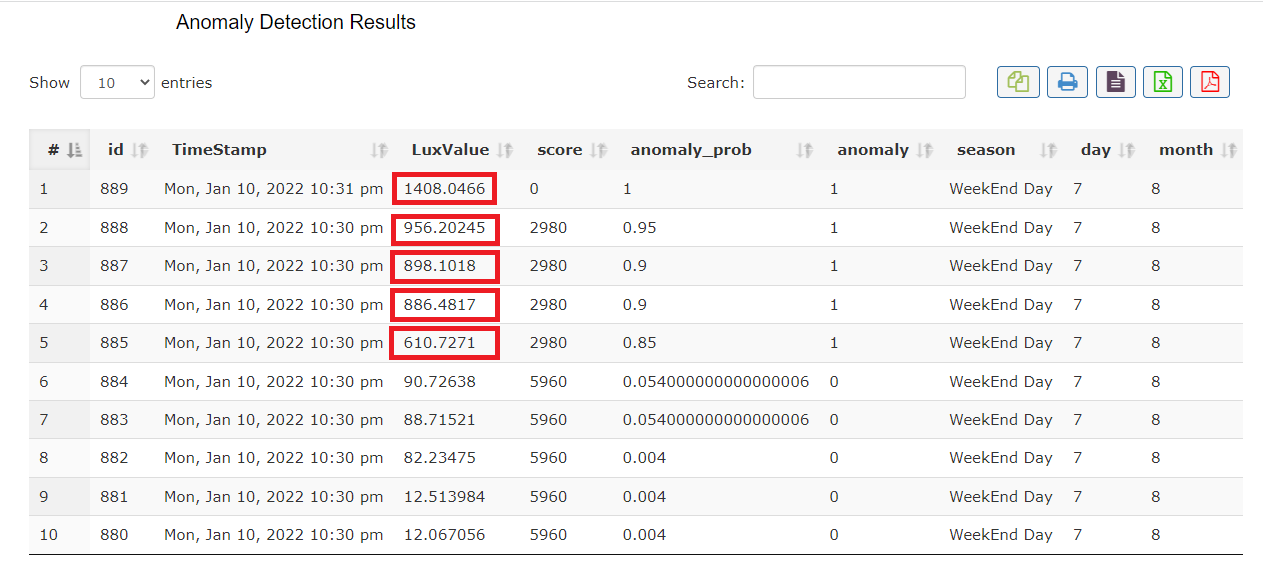 Anomaly Detection Results
Show 10 entries Search:
# id TimeStamp LuxValue score anomaly_prob anomaly season day month
1 889 Mon, Jan 10, 2022 10:31 pm 1408.0466 0 1 1 WeekEnd Day 7 8
2 888 Mon, Jan 10, 2022 10:30 pm 956.20245 2980 0.95 1 WeekEnd Day 7 8
3 887 Mon, Jan 10, 2022 10:30 pm 898.1018 2980 0.9 1 WeekEnd Day 7 8
4 886 Mon, Jan 10, 2022 10:30 pm 886.4817 2980 0.9 1 WeekEnd Day 7 8
5 885 Mon, Jan 10, 2022 10:30 pm 610.7271 2980 0.85 1 WeekEnd Day 7 8
6 884 Mon, Jan 10, 2022 10:30 pm 90.72638 5960 0.054000000000000006 0 WeekEnd Day 7 8
7 883 Mon, Jan 10, 2022 10:30 pm 88.71521 5960 0.054000000000000006 0 WeekEnd Day 7 8
8 882 Mon, Jan 10, 2022 10:30 pm 82.23475 5960 0.004 0 WeekEnd Day 7 8
9 881 Mon, Jan 10, 2022 10:30 pm 12.513984 5960 0.004 0 WeekEnd Day 7 8
10 880 Mon, Jan 10, 2022 10:30 pm 12.067056 5960 0.004 0 WeekEnd Day 7 8